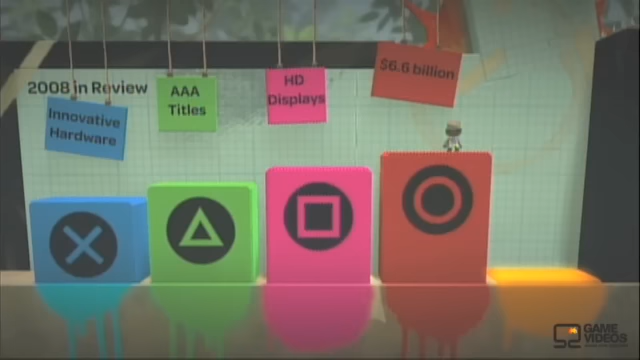 2008 in Review
Innovative
Hardware
AAA
Titles
HD
Displays
$6.6 billion
GAME
VIDEOS